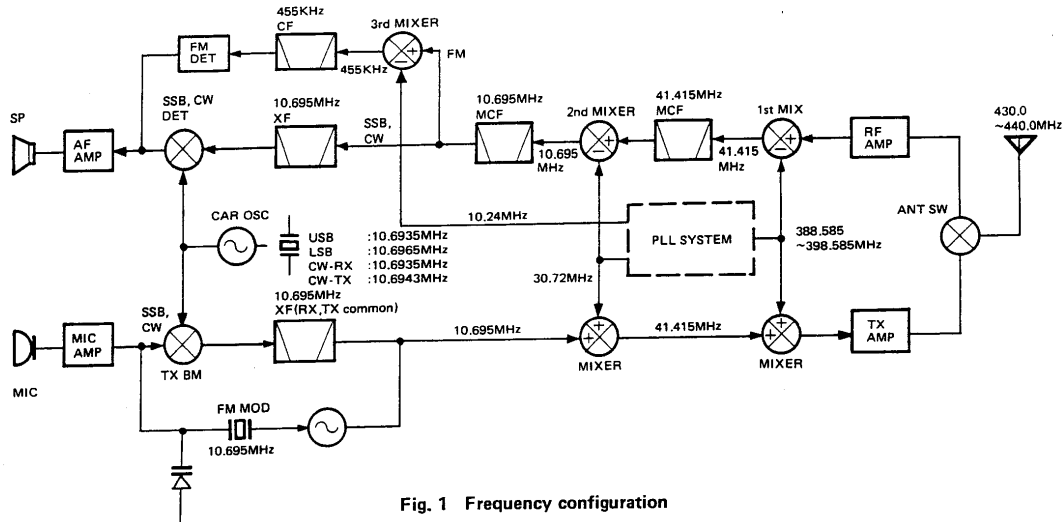 455KHz
CF
3rd MIXER
FM
DET
455KHz
FM
SSB, CW
DET
10.695MHz
XF
SSB,
CW
10.695MHz
MCF
2nd MIXER
41.415MHz
MCF
1st MIX
430.0
~440.0MHz
SP
AF
AMP
10.695
MHz
41.415
MHz
RF
AMP
ANT SW
10.24MHz
CAR OSC
USB :10.6935MHz
LSB :10.6965MHz
CW-RX :10.6935MHz
CW-TX :10.6943MHz
PLL SYSTEM
388.585
~398.585MHz
30.72MHz
10.695MHz
XF(RX,TX common)
SSB,
CW
MIC
AMP
10.695MHz
41.415MHz
TX
AMP
MIC
TX BM
MIXER
MIXER
FM MOD
10.695MHz
Fig. 1 Frequency configuration